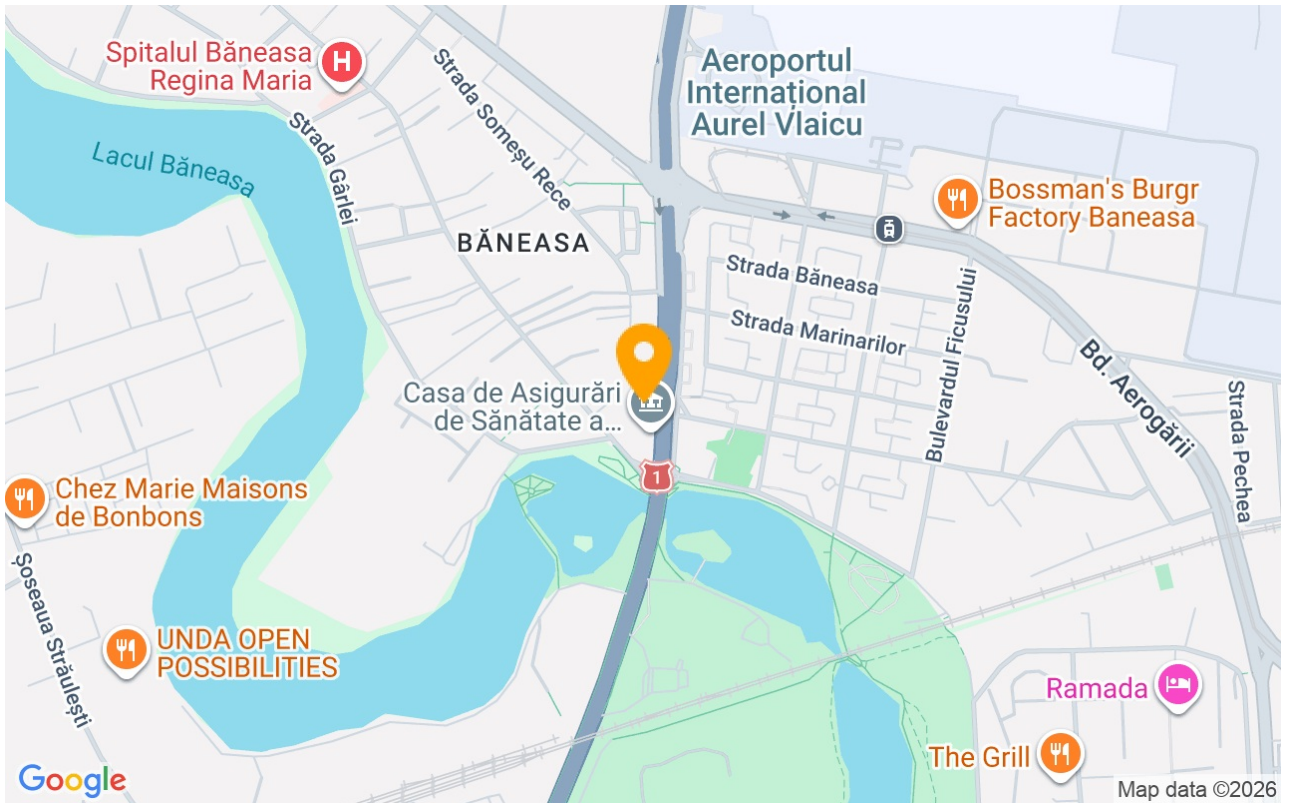 Spitalul Băneasa
Regina Maria
H
Strada Someșu Rece
Aeroportul
Internațional
Aurel Vlaicu
Lacul Băneasa
Strada Gârlei
BĂNEASA
Bossman's Burgr
Factory Baneasa
Strada Băneasa
Strada Marinarilor
Bulevardul Ficusului
Bd. Aerogării
Strada Pechea
Casa de Asigurări
de Sănătate a...
1
Chez Marie Maisons
de Bonbons
Șoseaua Străulești
UNDA OPEN
POSSIBILITIES
Ramada
The Grill
Google
Map data ©2026